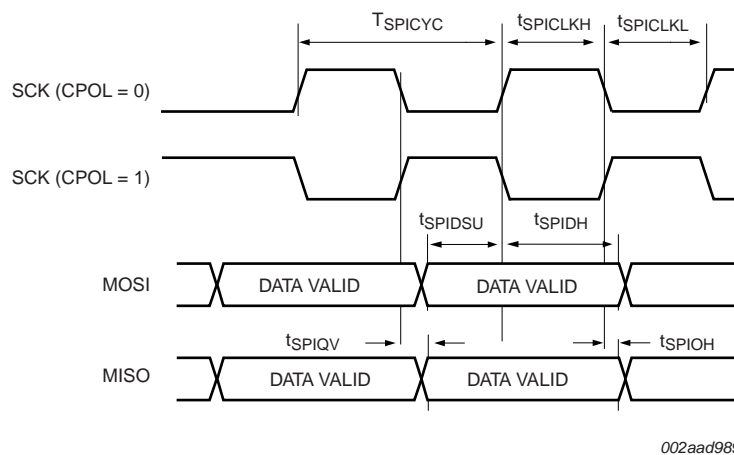 TSPICYC
tSPICLKH
tSPICLKL
SCK (CPOL = 0)
SCK (CPOL = 1)
tSPIDSU
tSPIDH
MOSI
DATA VALID
DATA VALID
tSPIQV
tSPIOH
MISO
DATA VALID
DATA VALID
002aad989